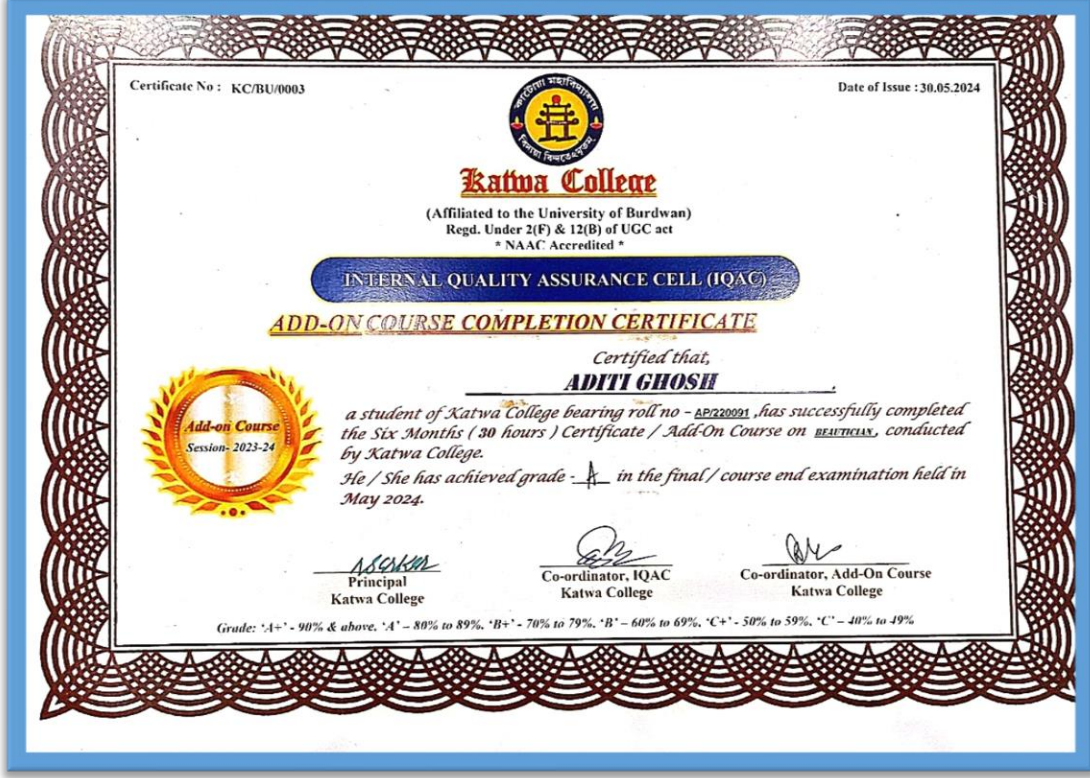 Certificate No : KC/BU/0003
Date of Issue : 30.05.2024
কাটোয়া মহাবিদ্যালয়
Katwa College
(Affiliated to the University of Burdwan)
Regd. Under 2(F) & 12(B) of UGC act
* NAAC Accredited *
INTERNAL QUALITY ASSURANCE CELL (IQAC)
ADD-ON COURSE COMPLETION CERTIFICATE
Certified that,
ADITI GHOSH
a student of Katwa College bearing roll no - AP/220091 ,has successfully completed
the Six Months ( 30 hours ) Certificate / Add-On Course on BEAUTICIAN, conducted
by Katwa College.
He / She has achieved grade - A in the final / course end examination held in
May 2024.
Add-on Course
Session- 2023-24
Principal
Katwa College
Co-ordinator, IQAC
Katwa College
Co-ordinator, Add-On Course
Katwa College
Grade: 'A+' - 90% & above, 'A' – 80% to 89%, 'B+' - 70% to 79%, 'B' – 60% to 69%, 'C+' - 50% to 59%, 'C' – 40% to 49%